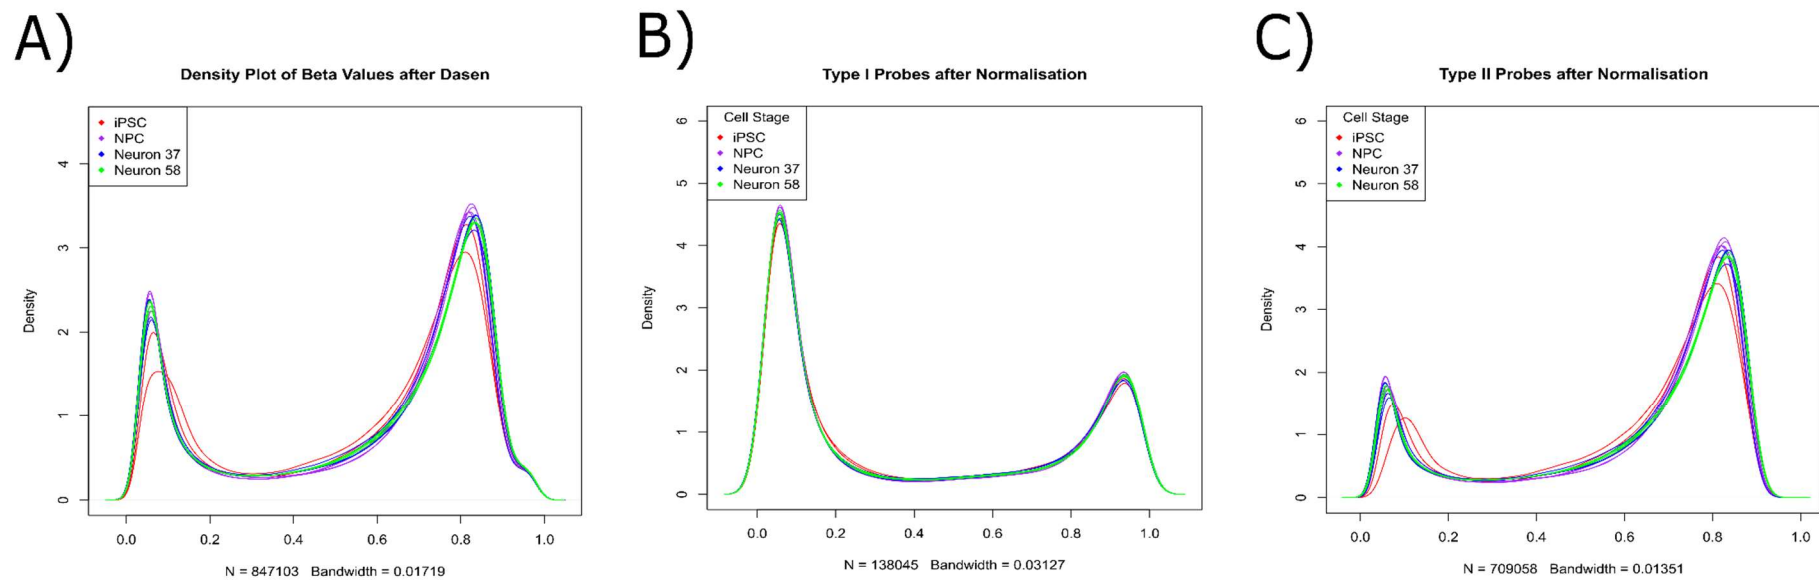 A)
Density Plot of Beta Values after Dasen
iPSC
NPC
Neuron 37
Neuron 58
Density
4
3
2
1
0
0.0 0.2 0.4 0.6 0.8 1.0
N = 847103 Bandwidth = 0.01719
B)
Type I Probes after Normalisation
Cell Stage
iPSC
NPC
Neuron 37
Neuron 58
Density
6
5
4
3
2
1
0
0.0 0.2 0.4 0.6 0.8 1.0
N = 138045 Bandwidth = 0.03127
C)
Type II Probes after Normalisation
Cell Stage
iPSC
NPC
Neuron 37
Neuron 58
Density
6
5
4
3
2
1
0
0.0 0.2 0.4 0.6 0.8 1.0
N = 709058 Bandwidth = 0.01351